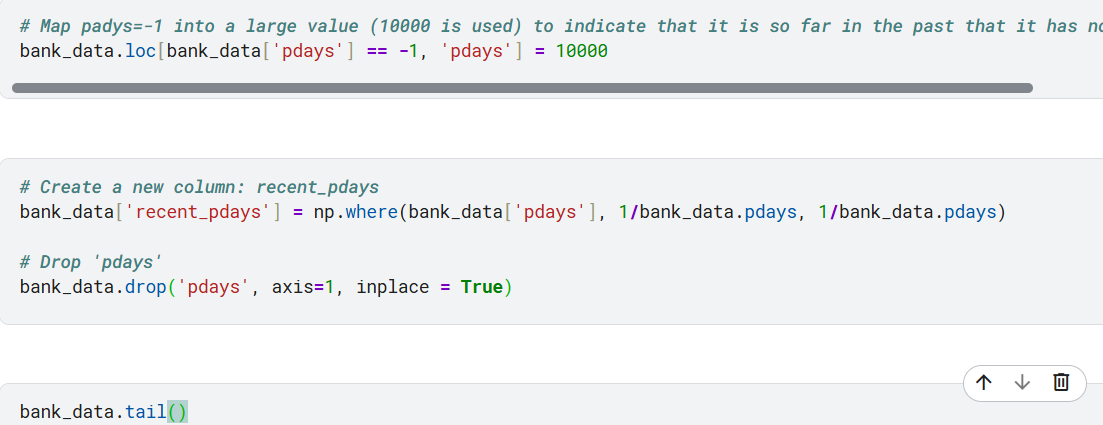 # Map padys=-1 into a large value (10000 is used) to indicate that it is so far in the past that it has
bank_data.loc[bank_data['pdays'] == -1, 'pdays'] = 10000
# Create a new column: recent_pdays
bank_data['recent_pdays'] = np.where(bank_data['pdays'], 1/bank_data.pdays, 1/bank_data.pdays)
# Drop 'pdays'
bank_data.drop('pdays', axis=1, inplace = True)
bank_data.tail()